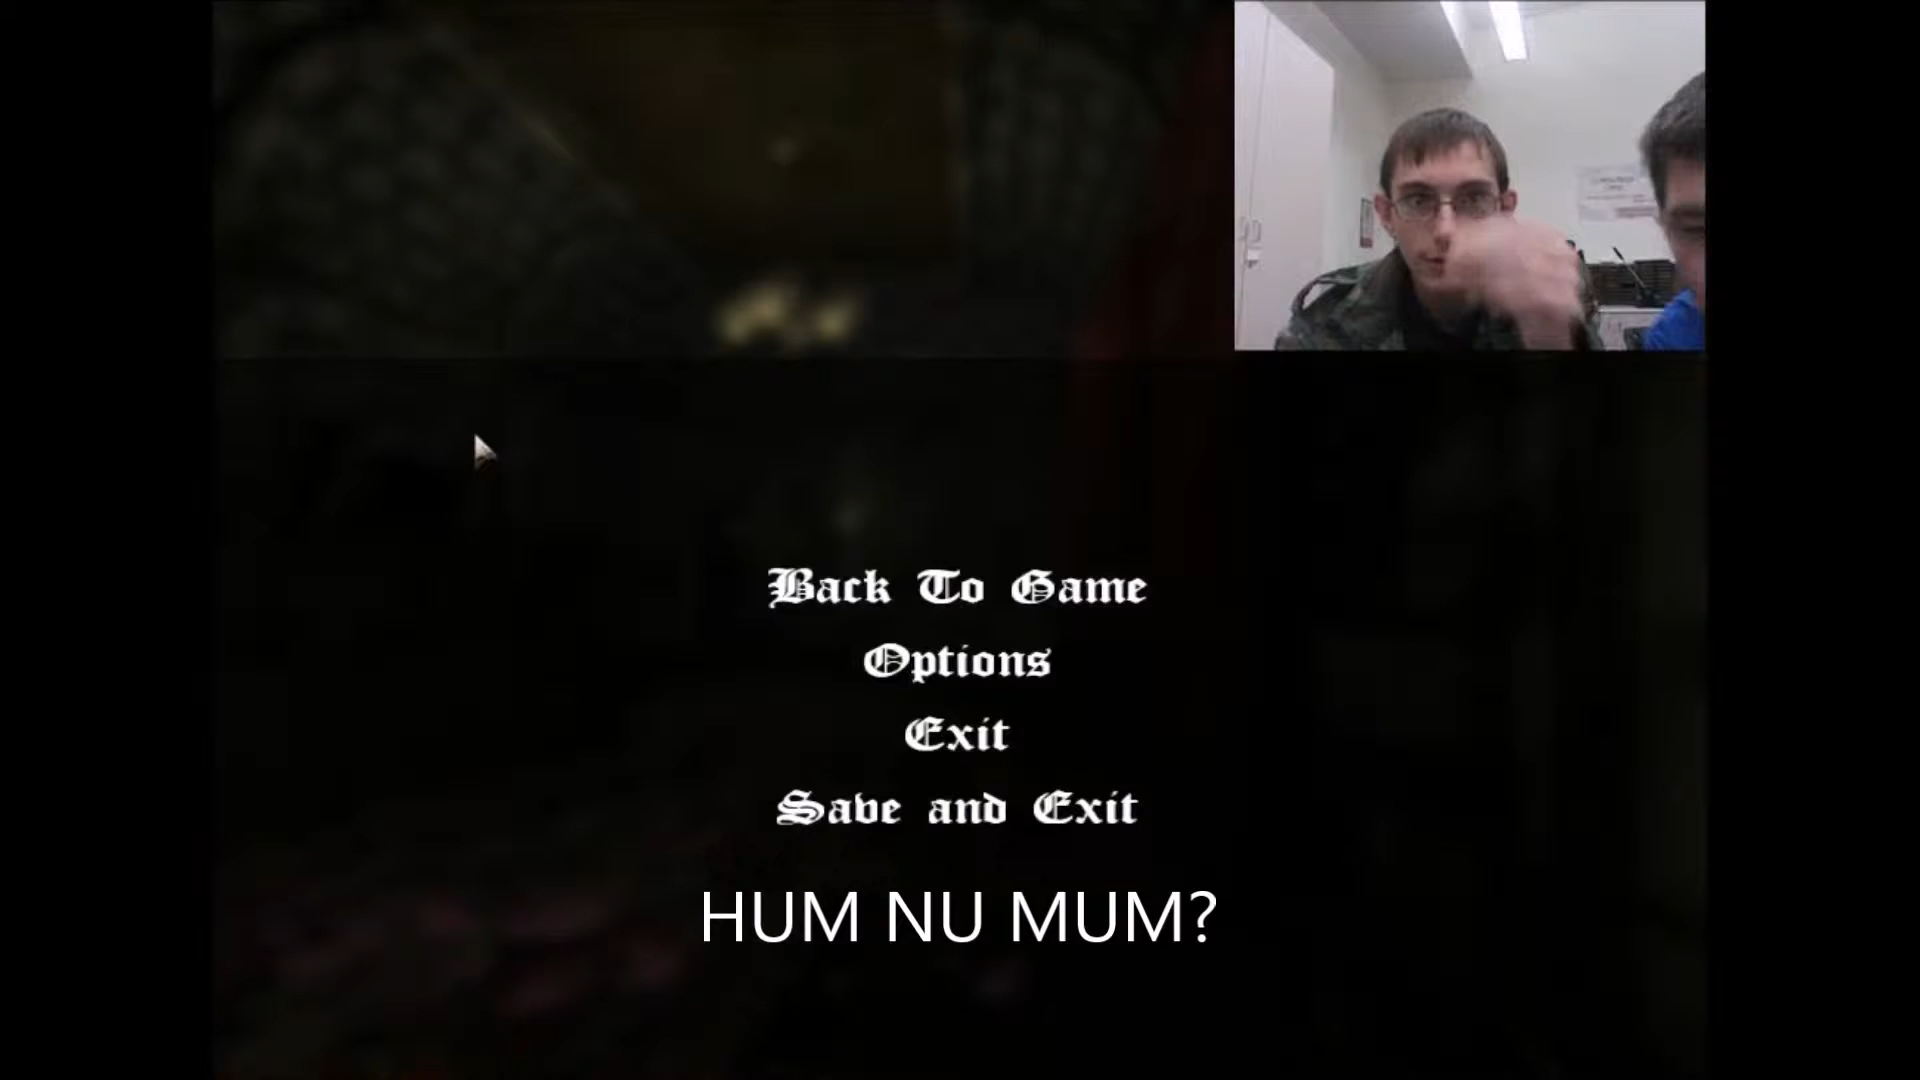 Back To Game
Options
Exit
Save and Exit
HUM NU MUM?